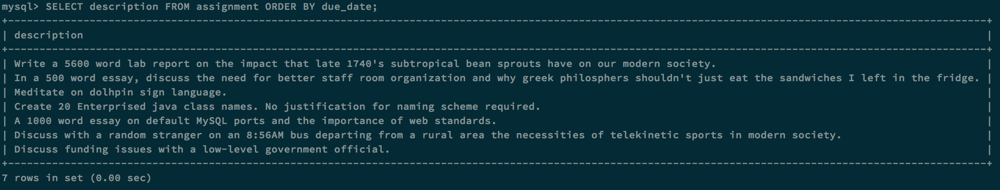 mysql> SELECT description FROM assignment ORDER BY due_date;
+------------------------------------------------------------------------------------------------------------------------------------------------------------+
| description                                                                                                                                                |
+------------------------------------------------------------------------------------------------------------------------------------------------------------+
| Write a 5600 word lab report on the impact that late 1740's subtropical bean sprouts have on our modern society.                                           |
| In a 500 word essay, discuss the need for better staff room organization and why greek philosphers shouldn't just eat the sandwiches I left in the fridge. |
| Meditate on dolhpin sign language.                                                                                                                         |
| Create 20 Enterprised java class names. No justification for naming scheme required.                                                                       |
| A 1000 word essay on default MySQL ports and the importance of web standards.                                                                              |
| Discuss with a random stranger on an 8:56AM bus departing from a rural area the necessities of telekinetic sports in modern society.                       |
| Discuss funding issues with a low-level government official.                                                                                               |
+------------------------------------------------------------------------------------------------------------------------------------------------------------+
7 rows in set (0.00 sec)